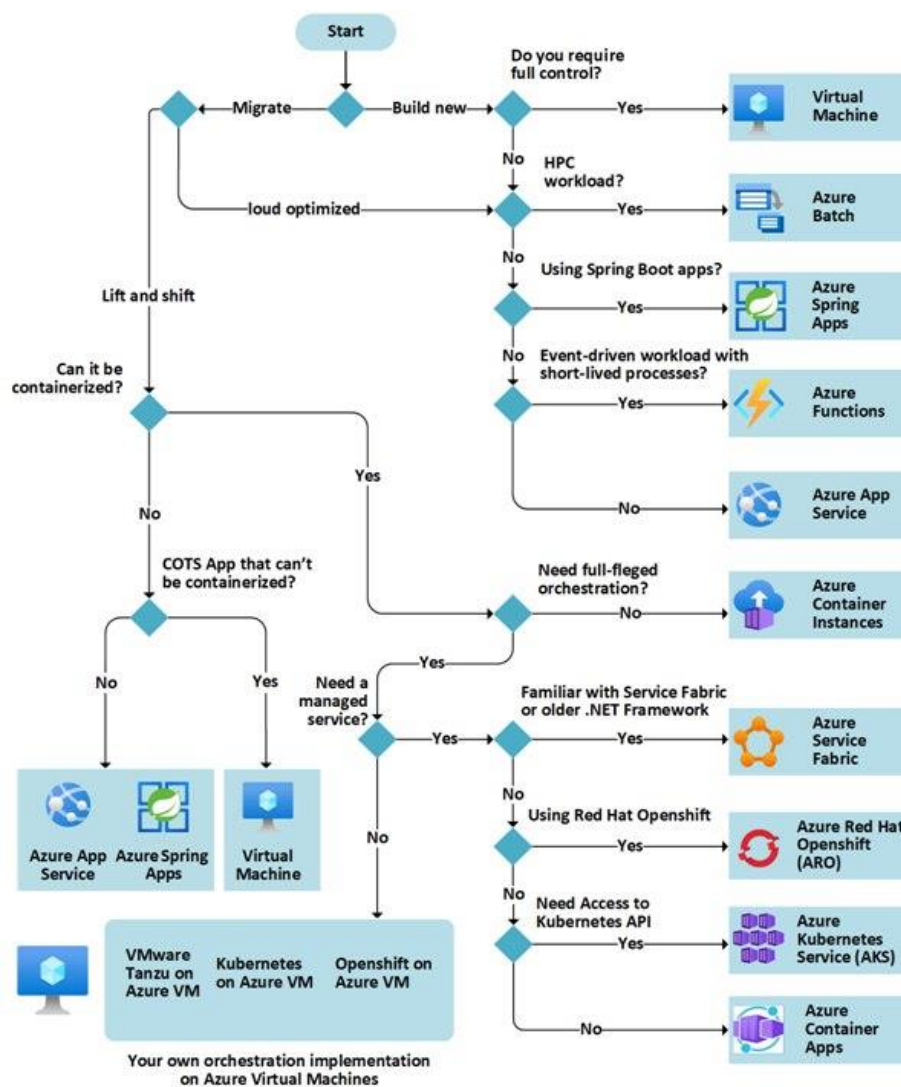 Start
Do you require
full control?
Migrate
Build new
Yes
Virtual
Machine
No
HPC
workload?
loud optimized
Yes
Azure
Batch
No
Using Spring Boot apps?
Lift and shift
Yes
Azure
Spring
Apps
No
Event-driven workload with
short-lived processes?
Can it be
containerized?
Yes
Azure
Functions
Yes
No
No
Azure App
Service
COTS App that can't
be containerized?
Need full-fleged
orchestration?
No
Azure
Container
Instances
Yes
No
Yes
Need a
managed
service?
Familiar with Service Fabric
or older .NET Framework
Yes
Yes
Azure
Service
Fabric
No
Using Red Hat Openshift
No
Yes
Azure Red Hat
Openshift
(ARO)
Azure App
Service
Azure Spring
Apps
Virtual
Machine
No
Need Access to
Kubernetes API
Yes
Azure
Kubernetes
Service (AKS)
VMware
Tanzu on
Azure VM
Kubernetes
on Azure VM
Openshift on
Azure VM
No
Azure
Container
Apps
Your own orchestration implementation
on Azure Virtual Machines